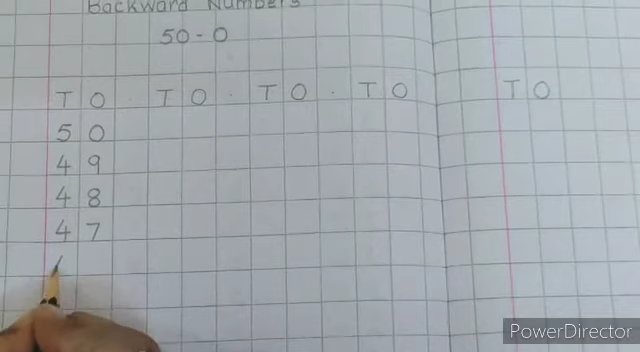 Backward Numbers
50 - 0
T O . T O . T O . T O T O
5 0
4 9
4 8
4 7
PowerDirector